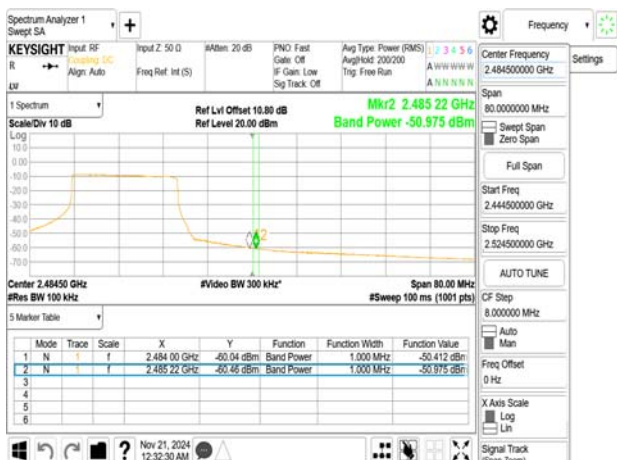 Spectrum Analyzer 1
Swept SA
+
Frequency
KEYSIGHT
R
Input: RF
Coupling: DC
Align: Auto
Input Z: 50 Ω
Freq Ref: Int (S)
#Atten: 20 dB
PNO: Fast
Gate: Off
IF Gain: Low
Sig Track: Off
Avg Type: Power (RMS)
Avg|Hold: 200/200
Trig: Free Run
1 2 3 4 5 6
A W W W W W
A N N N N N
1 Spectrum
Scale/Div 10 dB
Ref Lvl Offset 10.80 dB
Ref Level 20.00 dBm
Mkr2 2.485 22 GHz
Band Power -50.975 dBm
Log
10.0
0.00
-10.0
-20.0
-30.0
-40.0
-50.0
-60.0
-70.0
2
Center 2.48450 GHz
#Res BW 100 kHz
#Video BW 300 kHz*
Span 80.00 MHz
#Sweep 100 ms (1001 pts)
5 Marker Table
Mode Trace Scale X Y Function Function Width Function Value
1 N 1 f 2.484 00 GHz -60.04 dBm Band Power 1.000 MHz -50.412 dBm
2 N 1 f 2.485 22 GHz -60.46 dBm Band Power 1.000 MHz -50.975 dBm
3
4
5
6
?
Nov 21, 2024
12:32:30 AM
Settings
Center Frequency
2.484500000 GHz
Span
80.0000000 MHz
Swept Span
Zero Span
Full Span
Start Freq
2.444500000 GHz
Stop Freq
2.524500000 GHz
AUTO TUNE
CF Step
8.000000 MHz
Auto
Man
Freq Offset
0 Hz
X Axis Scale
Log
Lin
Signal Track
(Span Zoom)